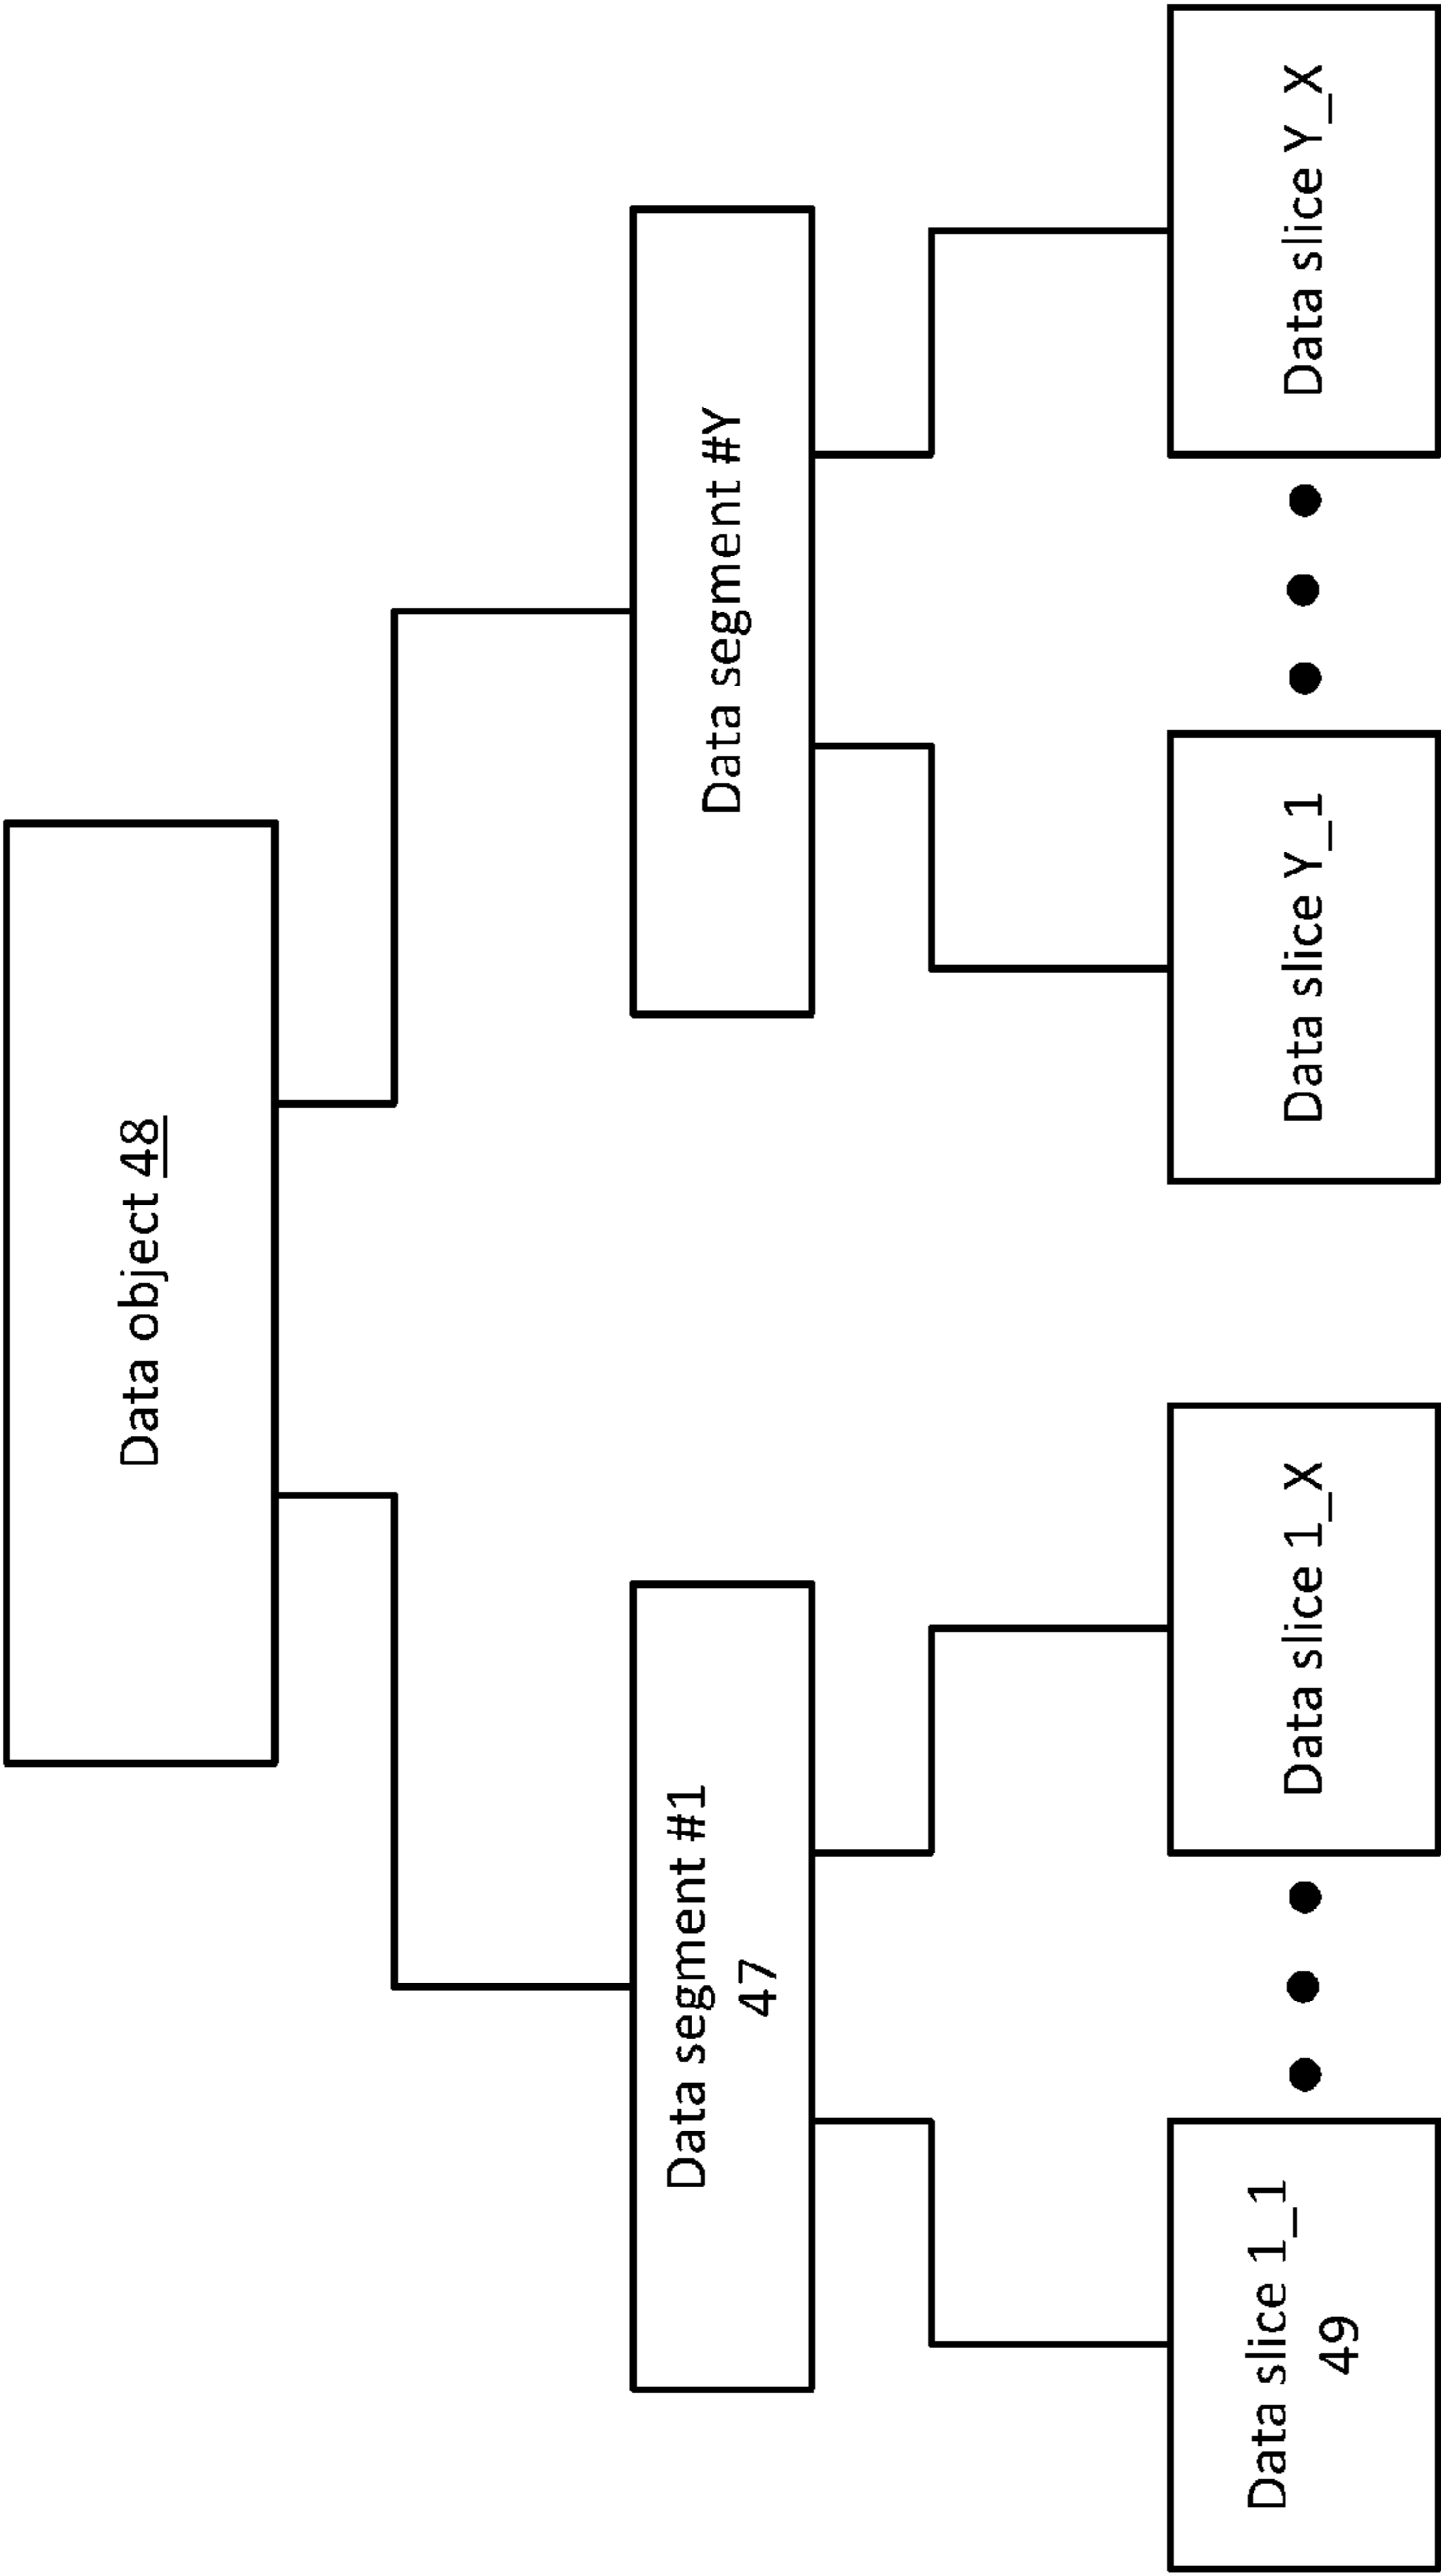 Data object 48
Data segment #1
47
Data segment #Y
Data slice 1_1
49
Data slice 1_X
Data slice Y_1
Data slice Y_X